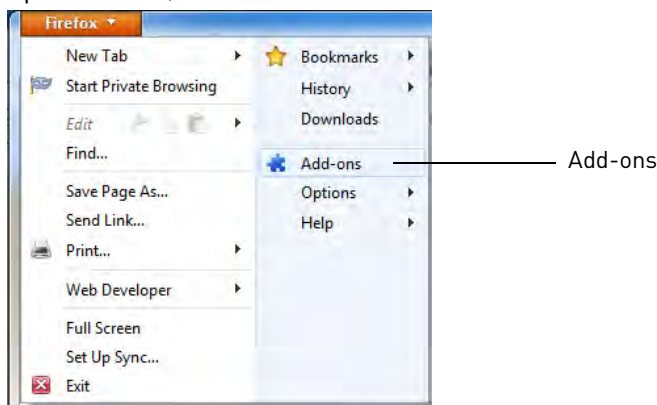 Firefox
New Tab
Start Private Browsing
Edit
Find...
Save Page As...
Send Link...
Print...
Web Developer
Full Screen
Set Up Sync...
Exit
Bookmarks
History
Downloads
Add-ons
Options
Help
Add-ons